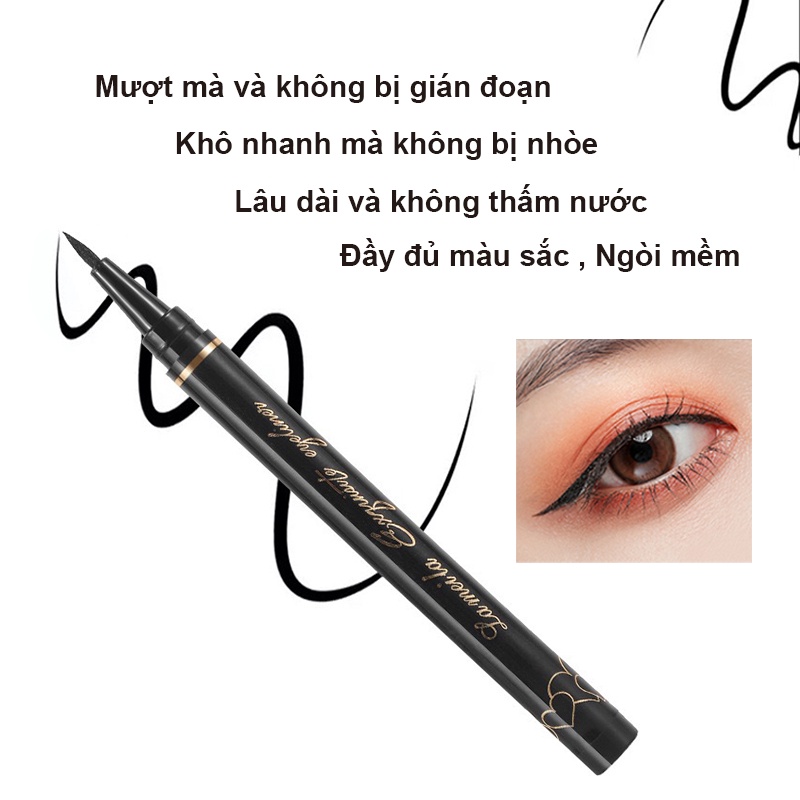 Mượt mà và không bị gián đoạn
Khô nhanh mà không bị nhòe
Lâu dài và không thấm nước
Đầy đủ màu sắc , Ngòi mềm
Lameila Exquisite eyeliner